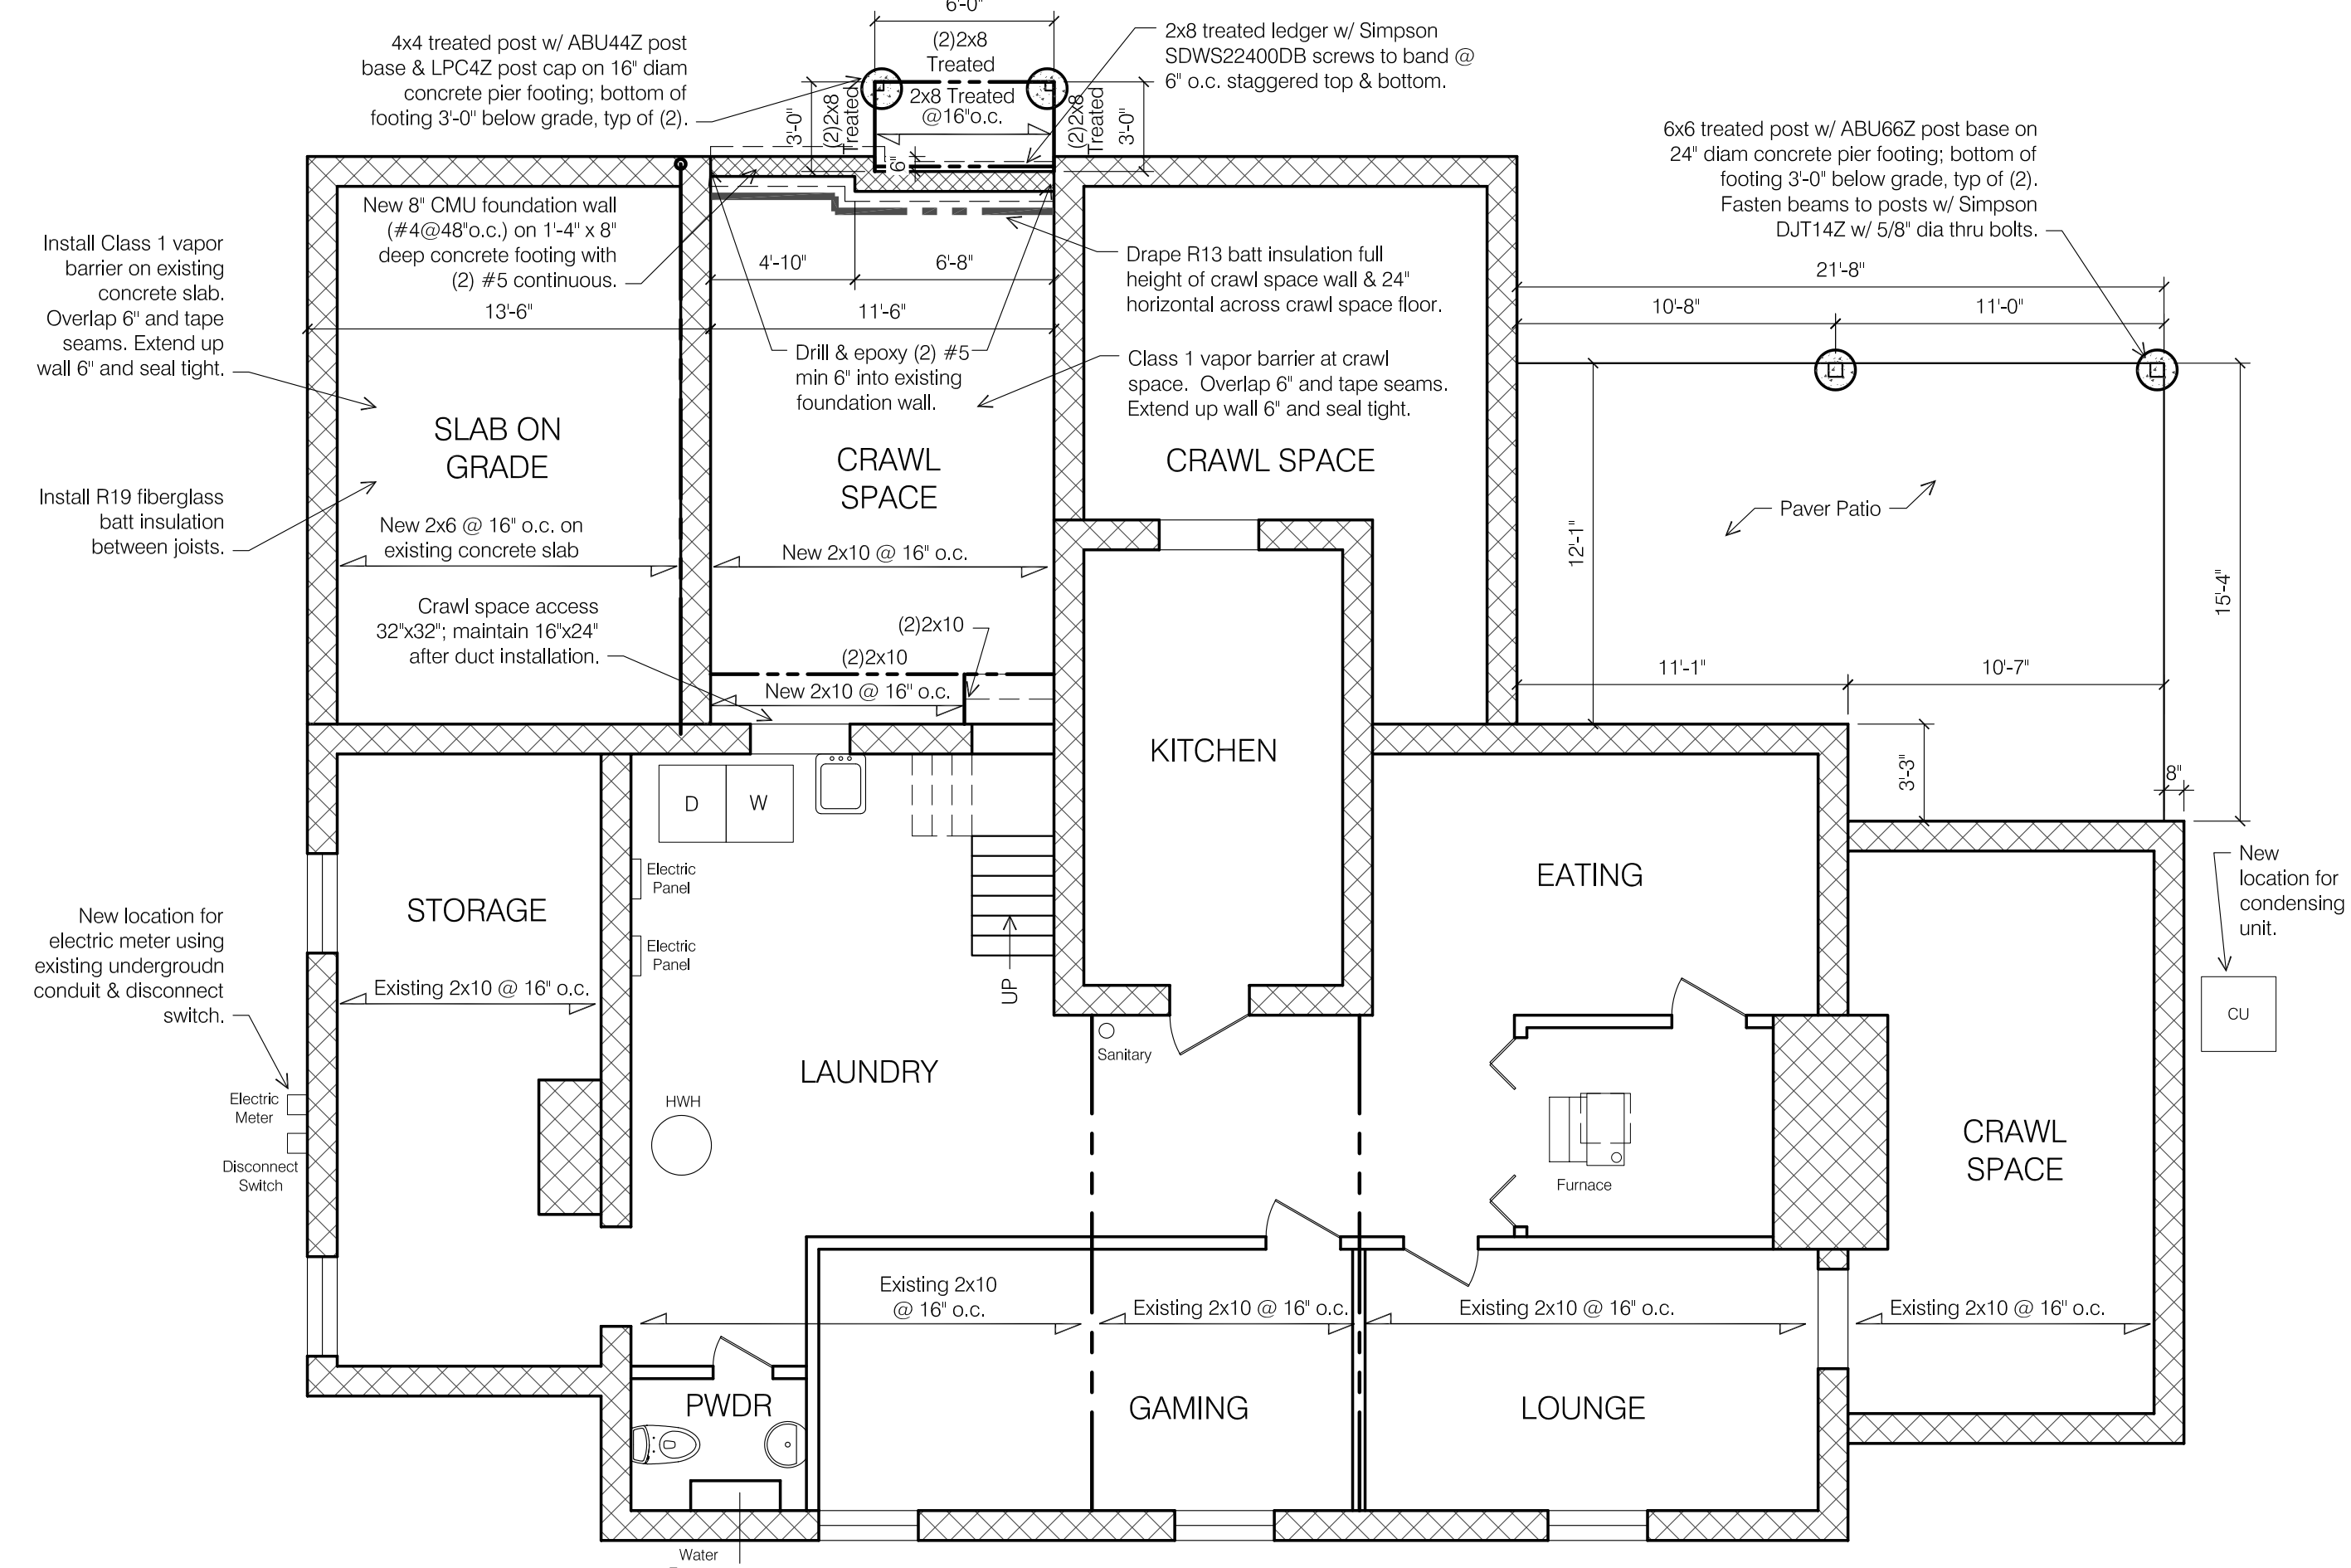 6'-0"
4x4 treated post w/ ABU44Z post
base & LPC4Z post cap on 16" diam
concrete pier footing; bottom of
footing 3'-0" below grade, typ of (2).
(2)2x8
Treated
2x8 treated ledger w/ Simpson
SDWS22400DB screws to band @
6" o.c. staggered top & bottom.
3'-0"
(2)2x8
Treated
2x8 Treated
@16"o.c.
(2)2x8
Treated
3'-0"
6"
6x6 treated post w/ ABU66Z post base on
24" diam concrete pier footing; bottom of
footing 3'-0" below grade, typ of (2).
Fasten beams to posts w/ Simpson
DJT14Z w/ 5/8" dia thru bolts.
New 8" CMU foundation wall
(#4@48"o.c.) on 1'-4" x 8"
deep concrete footing with
(2) #5 continuous.
Install Class 1 vapor
barrier on existing
concrete slab.
Overlap 6" and tape
seams. Extend up
wall 6" and seal tight.
4'-10"
6'-8"
Drape R13 batt insulation full
height of crawl space wall & 24"
horizontal across crawl space floor.
21'-8"
13'-6"
11'-6"
10'-8"
11'-0"
Drill & epoxy (2) #5
min 6" into existing
foundation wall.
Class 1 vapor barrier at crawl
space. Overlap 6" and tape seams.
Extend up wall 6" and seal tight.
SLAB ON
GRADE
CRAWL
SPACE
CRAWL SPACE
Install R19 fiberglass
batt insulation
between joists.
New 2x6 @ 16" o.c. on
existing concrete slab
New 2x10 @ 16" o.c.
Paver Patio
12'-1"
15'-4"
Crawl space access
32"x32"; maintain 16"x24"
after duct installation.
(2)2x10
(2)2x10
New 2x10 @ 16" o.c.
11'-1"
10'-7"
KITCHEN
3'-3"
8"
D
W
Electric
Panel
EATING
New
location for
condensing
unit.
STORAGE
New location for
electric meter using
existing undergroudn
conduit & disconnect
switch.
Electric
Panel
Existing 2x10 @ 16" o.c.
UP
CU
Sanitary
LAUNDRY
HWH
Electric
Meter
Disconnect
Switch
Furnace
CRAWL
SPACE
Existing 2x10
@ 16" o.c.
Existing 2x10 @ 16" o.c.
Existing 2x10 @ 16" o.c.
Existing 2x10 @ 16" o.c.
PWDR
GAMING
LOUNGE
Water